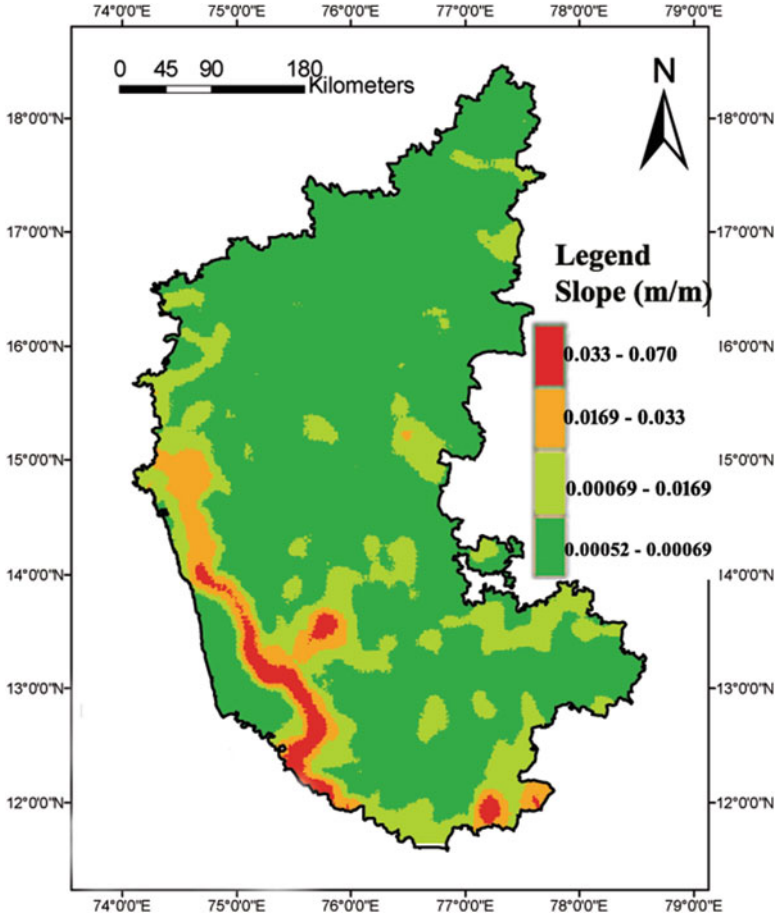 74°0'0"E 75°0'0"E 76°0'0"E 77°0'0"E 78°0'0"E 79°0'0"E
0 45 90 180
Kilometers
N
18°0'0"N 18°0'0"N
17°0'0"N 17°0'0"N
Legend
Slope (m/m)
16°0'0"N 16°0'0"N
0.033 - 0.070
0.0169 - 0.033
15°0'0"N 15°0'0"N
0.00069 - 0.0169
0.00052 - 0.00069
14°0'0"N 14°0'0"N
13°0'0"N 13°0'0"N
12°0'0"N 12°0'0"N
74°0'0"E 75°0'0"E 76°0'0"E 77°0'0"E 78°0'0"E 79°0'0"E